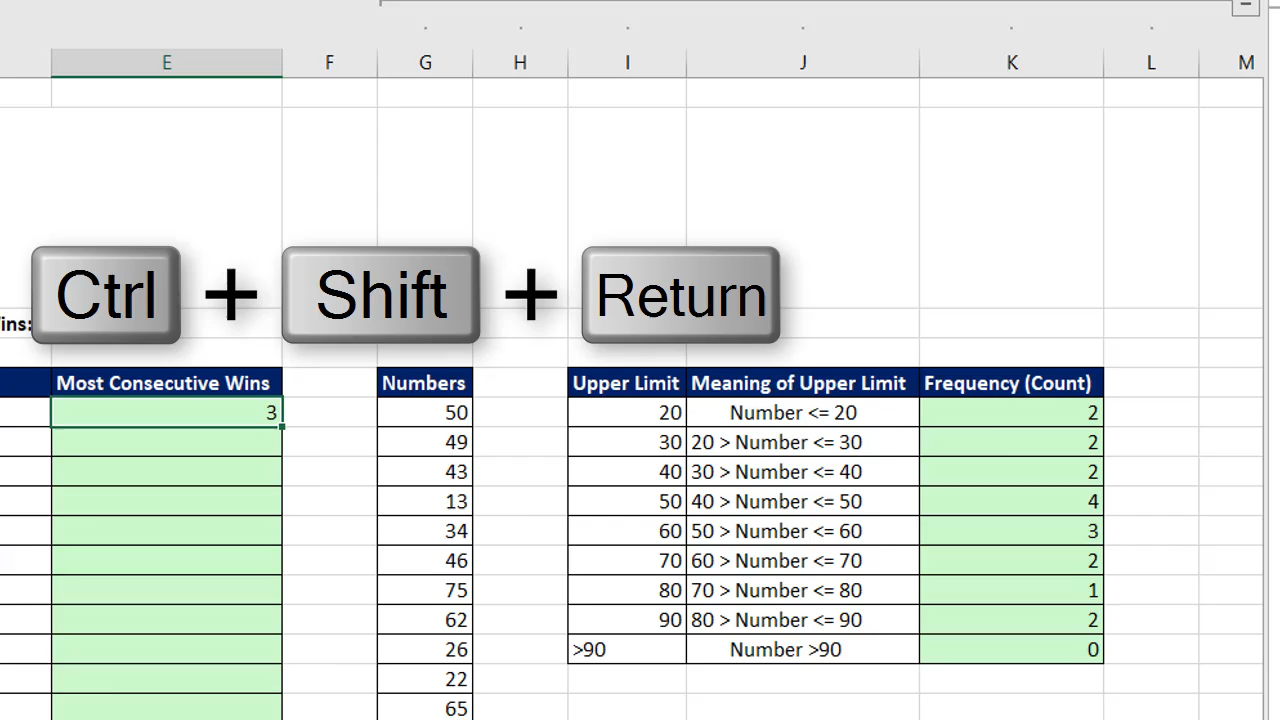 E F G H I J K L M
Ctrl + Shift + Return
ins:
Most Consecutive Wins Numbers Upper Limit Meaning of Upper Limit Frequency (Count)
3 50 20 Number <= 20 2
49 30 20 > Number <= 30 2
43 40 30 > Number <= 40 2
13 50 40 > Number <= 50 4
34 60 50 > Number <= 60 3
46 70 60 > Number <= 70 2
75 80 70 > Number <= 80 1
62 90 80 > Number <= 90 2
26 >90 Number >90 0
22
65